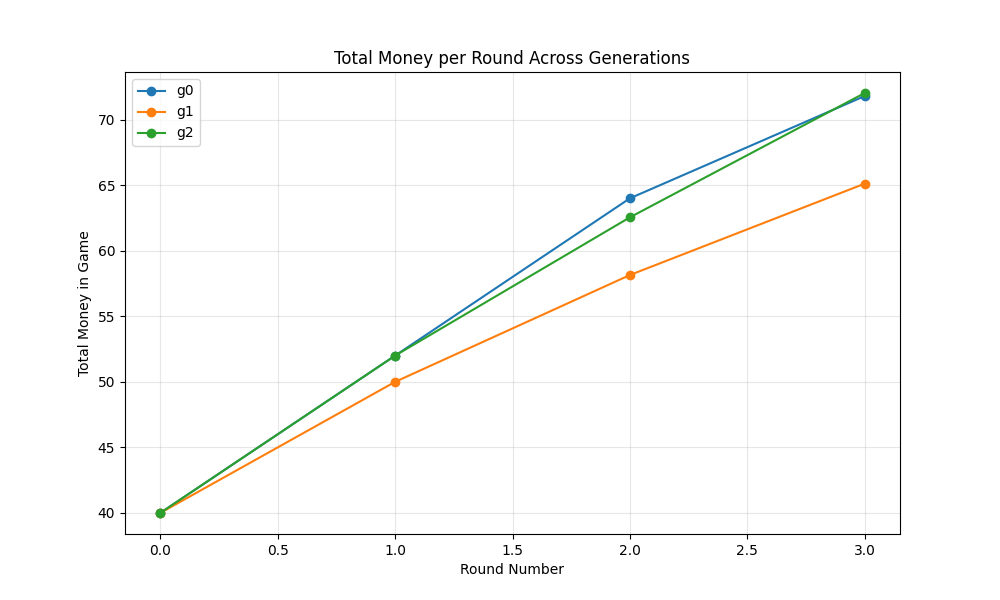 Total Money per Round Across Generations
g0
g1
g2
70
65
60
55
50
45
40
Total Money in Game
0.0 0.5 1.0 1.5 2.0 2.5 3.0
Round Number